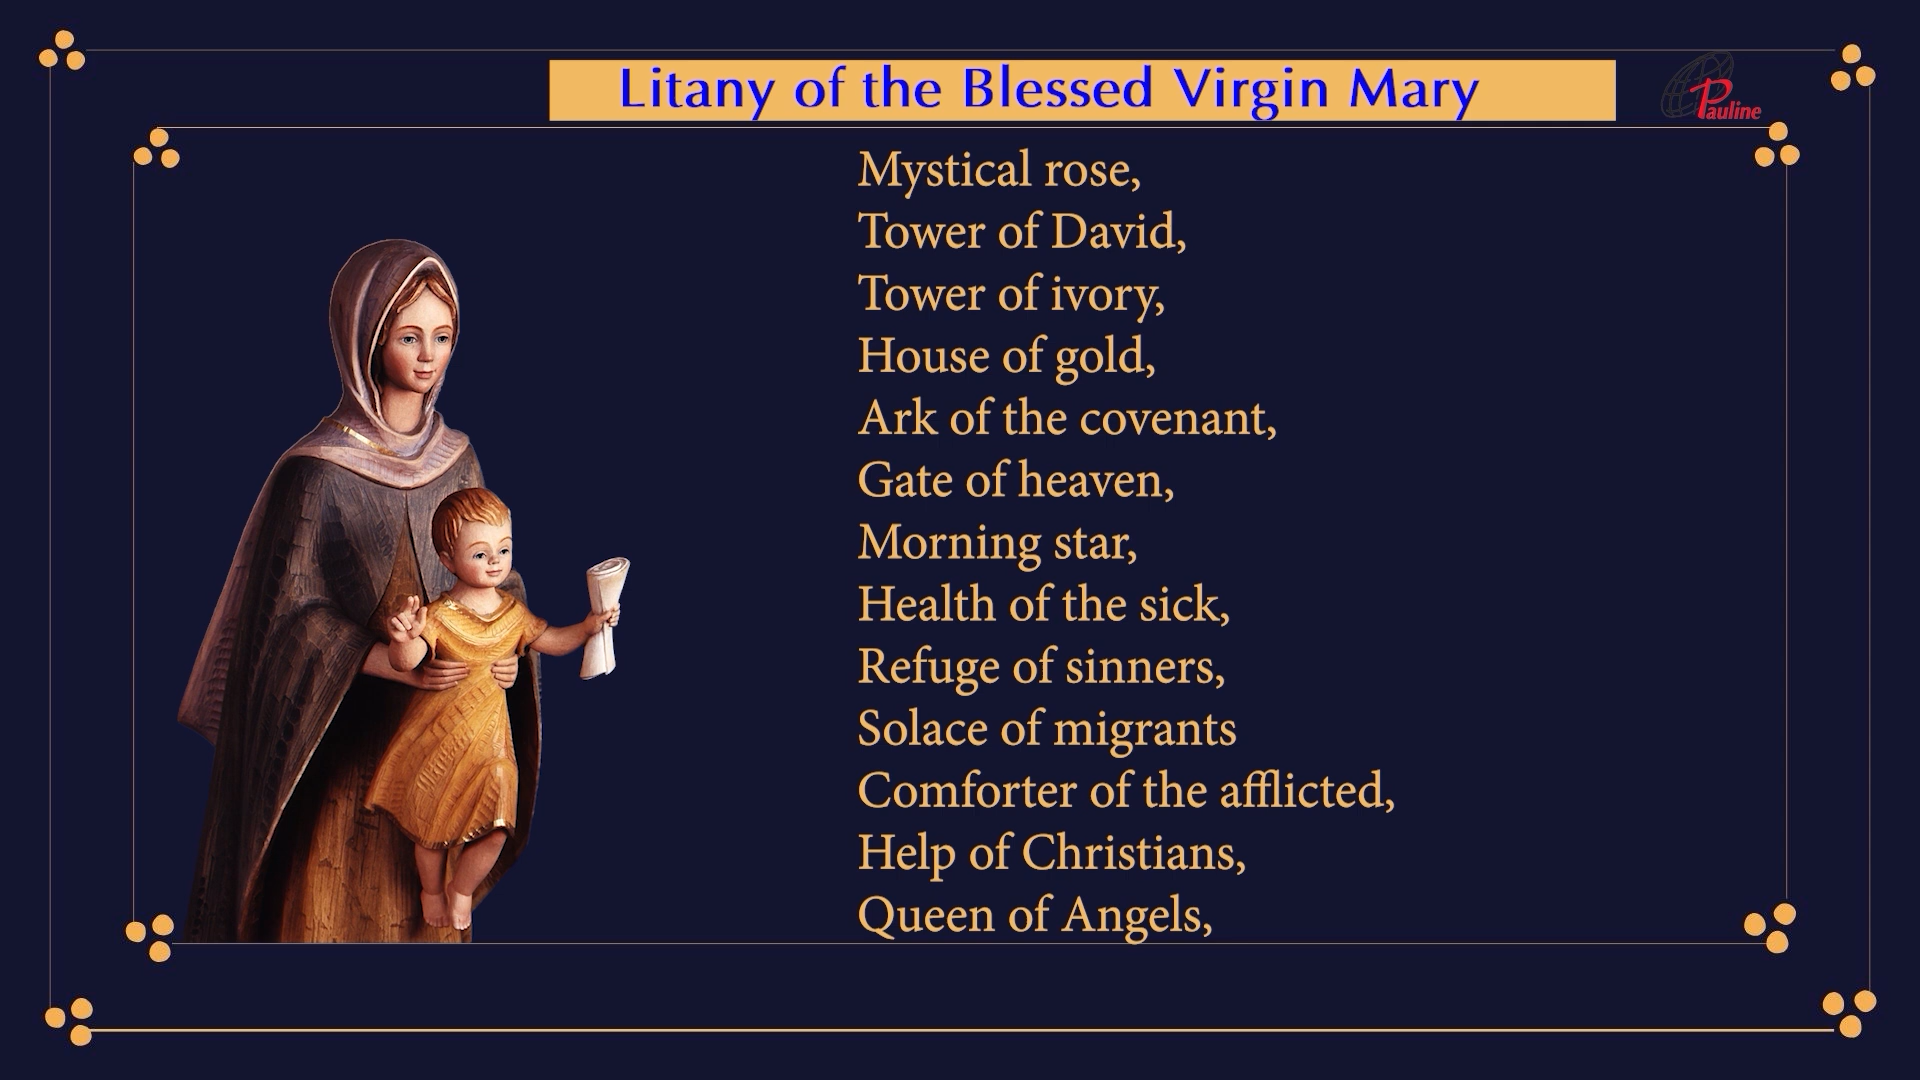 Litany of the Blessed Virgin Mary
Pauline
Mystical rose,
Tower of David,
Tower of ivory,
House of gold,
Ark of the covenant,
Gate of heaven,
Morning star,
Health of the sick,
Refuge of sinners,
Solace of migrants
Comforter of the afflicted,
Help of Christians,
Queen of Angels,